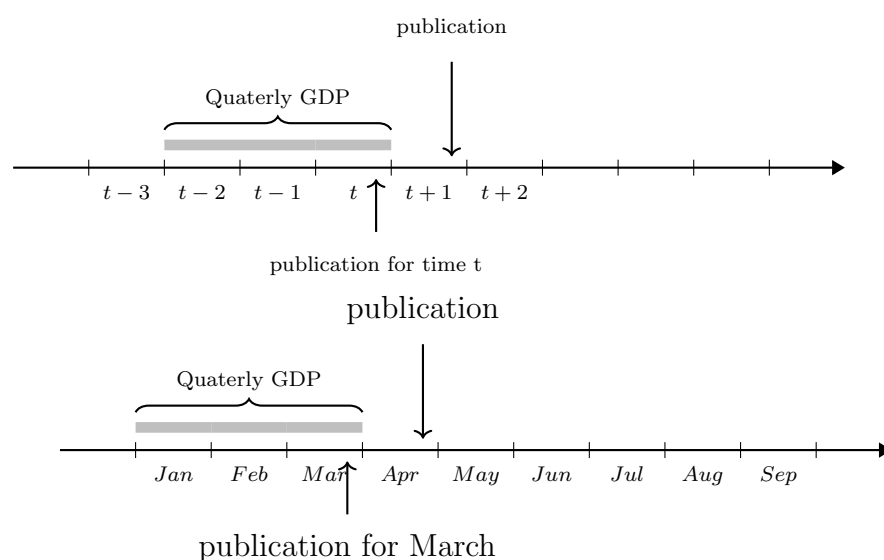 publication
Quaterly GDP
t − 3 t − 2 t − 1 t t + 1 t + 2
publication for time t
publication
Quaterly GDP
Jan Feb Mar Apr May Jun Jul Aug Sep
publication for March